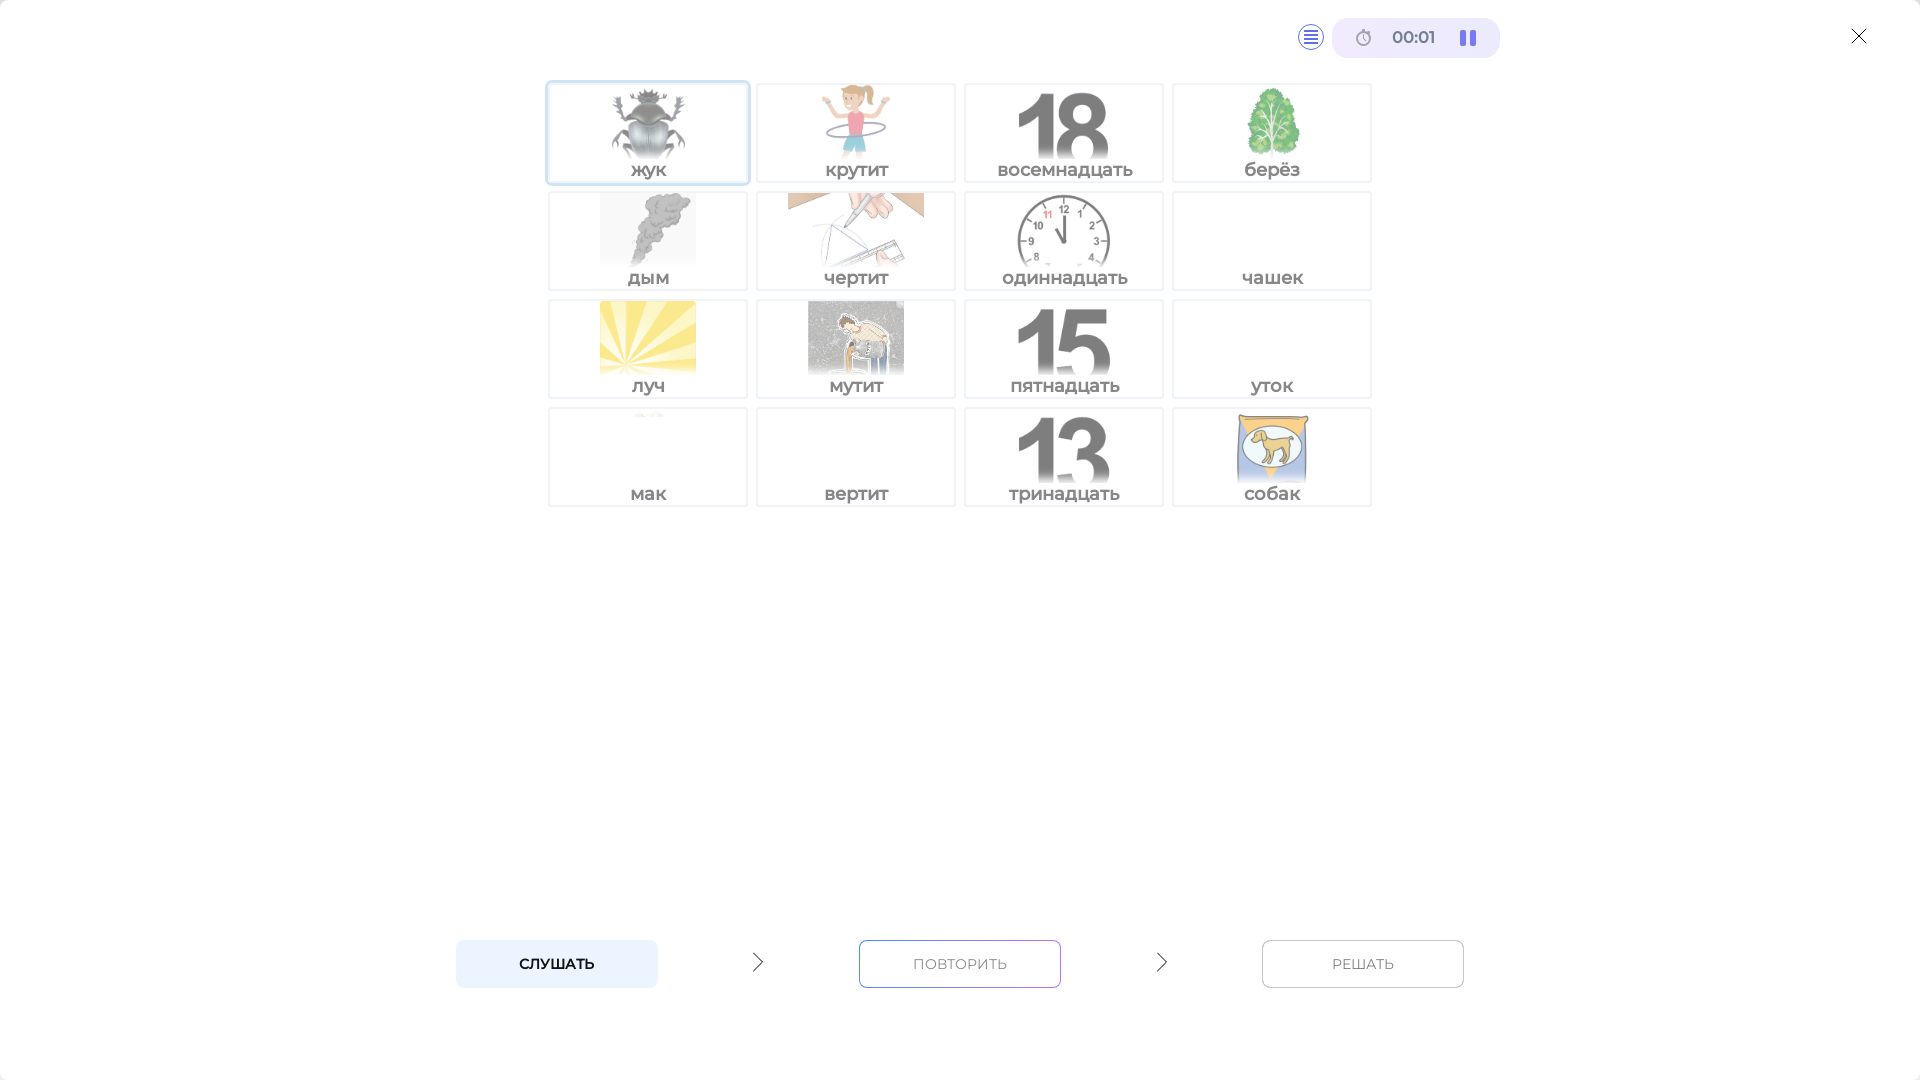 00:01
18
жук
крутит
восемнадцать
берёз
12
11
1
10
2
9
3
8
4
дым
чертит
одиннадцать
чашек
15
луч
мутит
пятнадцать
уток
13
мак
вертит
тринадцать
собак
СЛУШАТЬ
ПОВТОРИТЬ
РЕШАТЬ